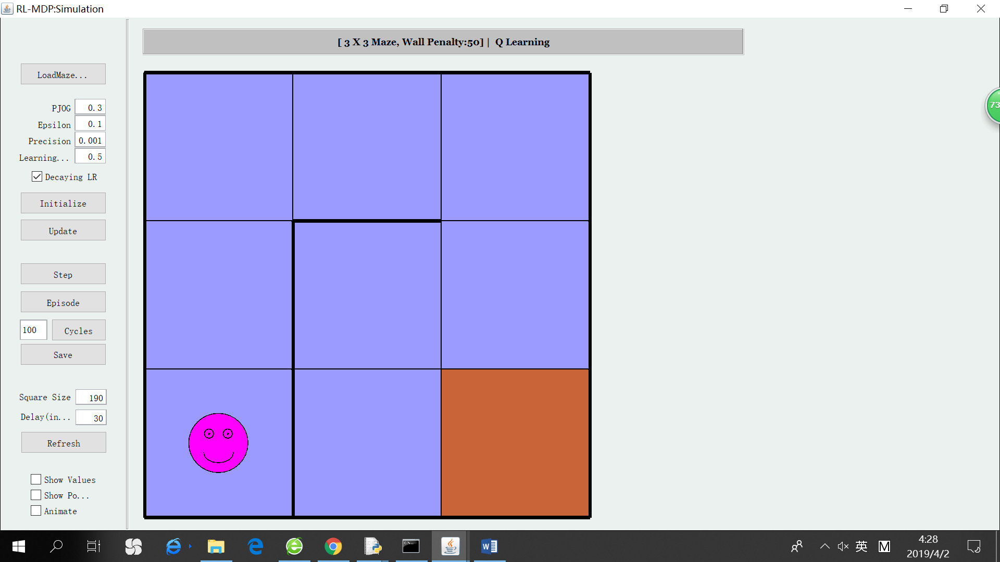 RL-MDP:Simulation
[ 3 X 3 Maze, Wall Penalty:50] | Q Learning
LoadMaze...
PJOG 0.3
Epsilon 0.1
Precision 0.001
Learning... 0.5
Decaying LR
Initialize
Update
Step
Episode
100 Cycles
Save
Square Size 190
Delay(in... 30
Refresh
Show Values
Show Po...
Animate
73
C:\
W
英
M
4:28
2019/4/2